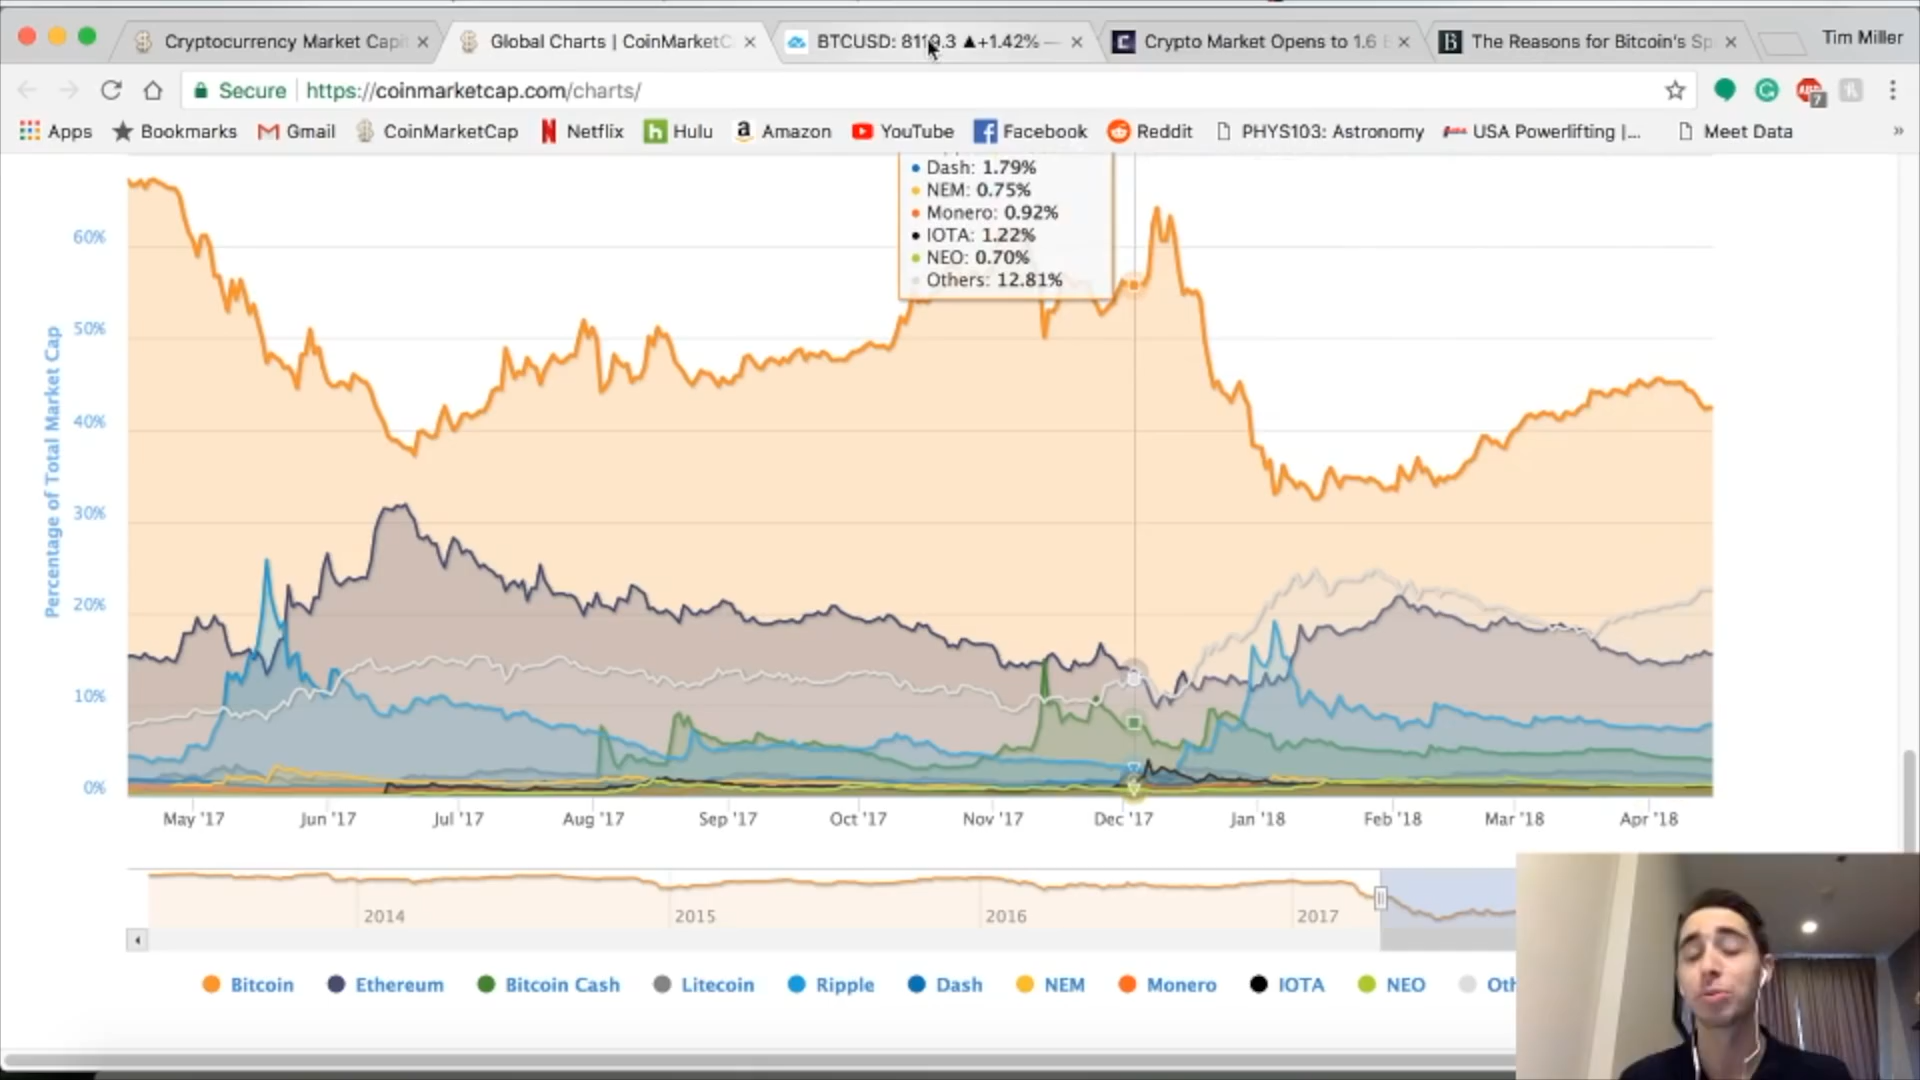 Cryptocurrency Market Capi
Global Charts | CoinMarketC
BTCUSD: 8119.3 ▲+1.42% —
Crypto Market Opens to 1.6
The Reasons for Bitcoin's Sp
Tim Miller
Secure https://coinmarketcap.com/charts/
7
Apps Bookmarks Gmail CoinMarketCap Netflix Hulu Amazon YouTube Facebook Reddit PHYS103: Astronomy USA Powerlifting |... Meet Data »
Dash: 1.79%
NEM: 0.75%
Monero: 0.92%
IOTA: 1.22%
NEO: 0.70%
Others: 12.81%
Percentage of Total Market Cap
60%
50%
40%
30%
20%
10%
0%
May '17 Jun '17 Jul '17 Aug '17 Sep '17 Oct '17 Nov '17 Dec '17 Jan '18 Feb '18 Mar '18 Apr '18
2014 2015 2016 2017
Bitcoin Ethereum Bitcoin Cash Litecoin Ripple Dash NEM Monero IOTA NEO Oth